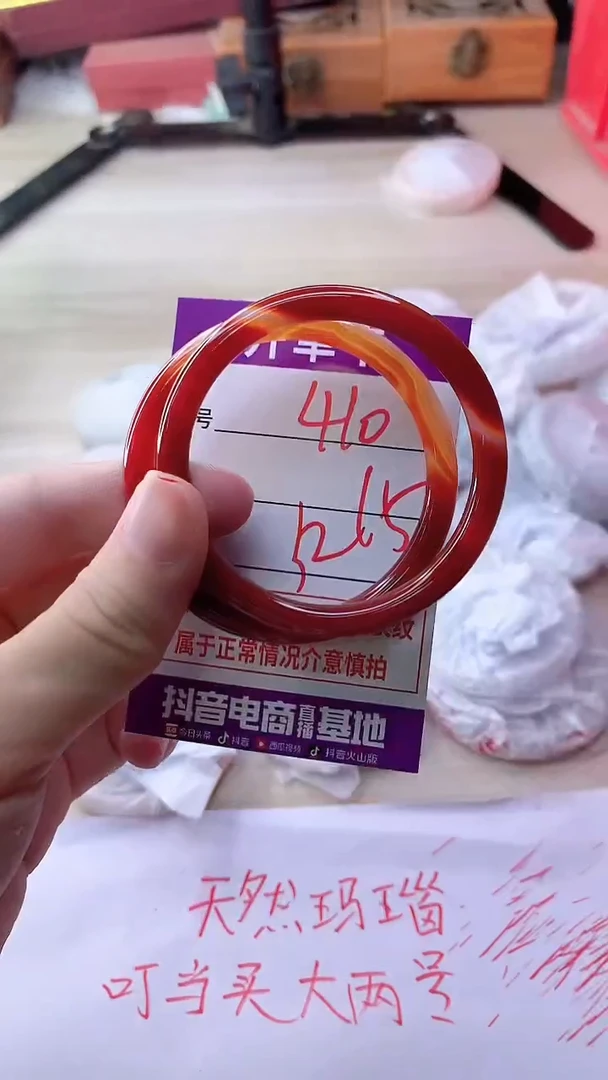 号 410
52 15
属于正常情况介意慎拍
抖音电商直播基地
今日头条 抖音 西瓜视频 抖音火山版
天然玛瑙
叮当买大两号